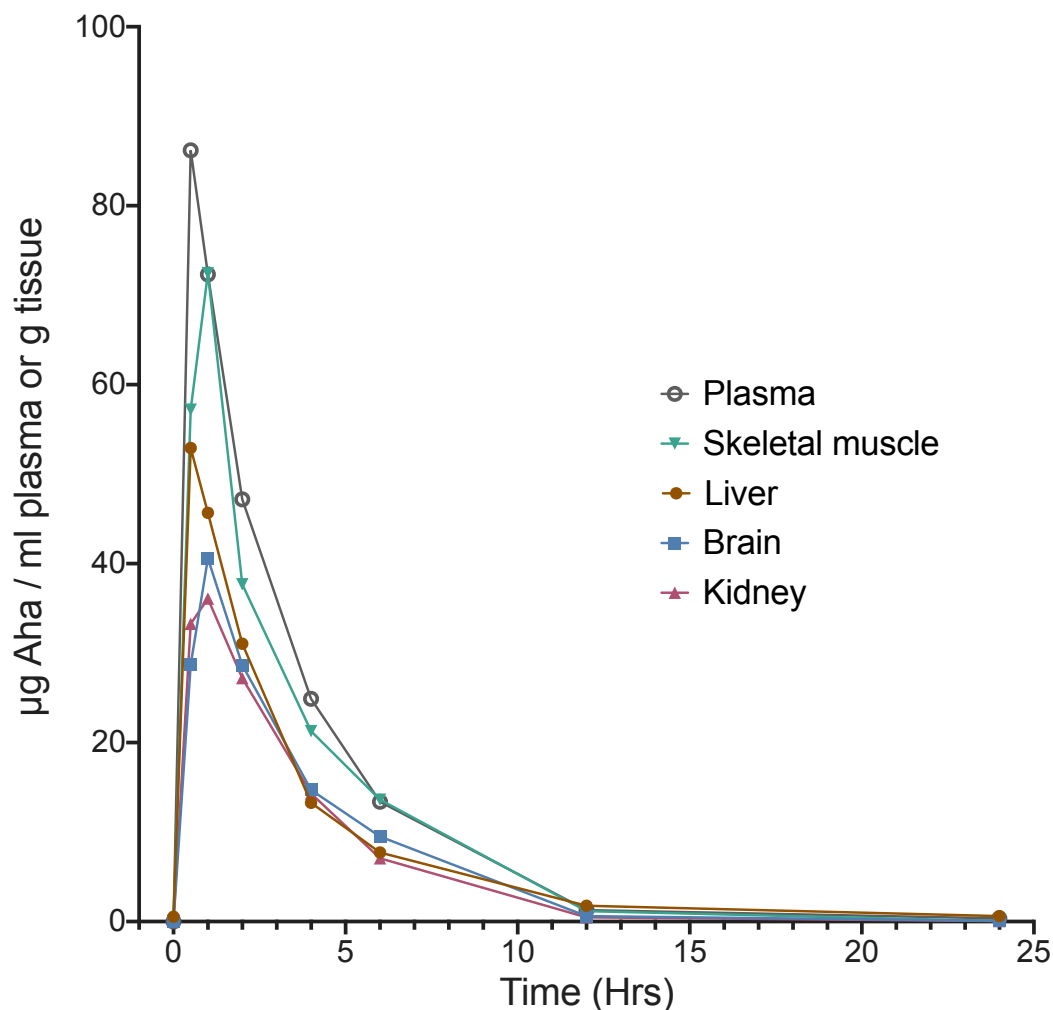 100
80
60
40
20
0
µg Aha / ml plasma or g tissue
Plasma
Skeletal muscle
Liver
Brain
Kidney
0 5 10 15 20 25
Time (Hrs)